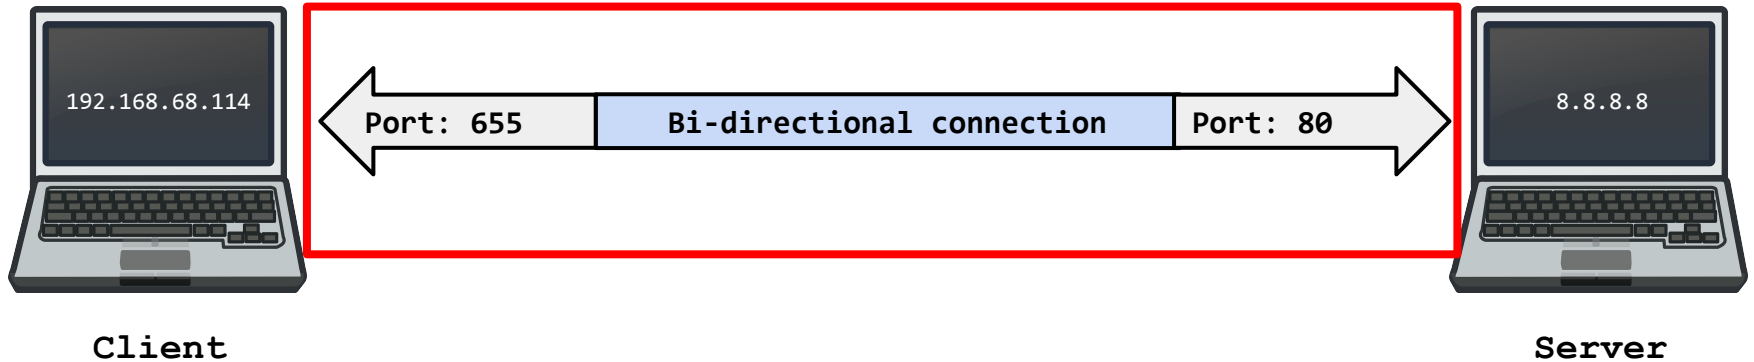 192.168.68.114
Port: 655
Bi-directional connection
Port: 80
8.8.8.8
Client
Server